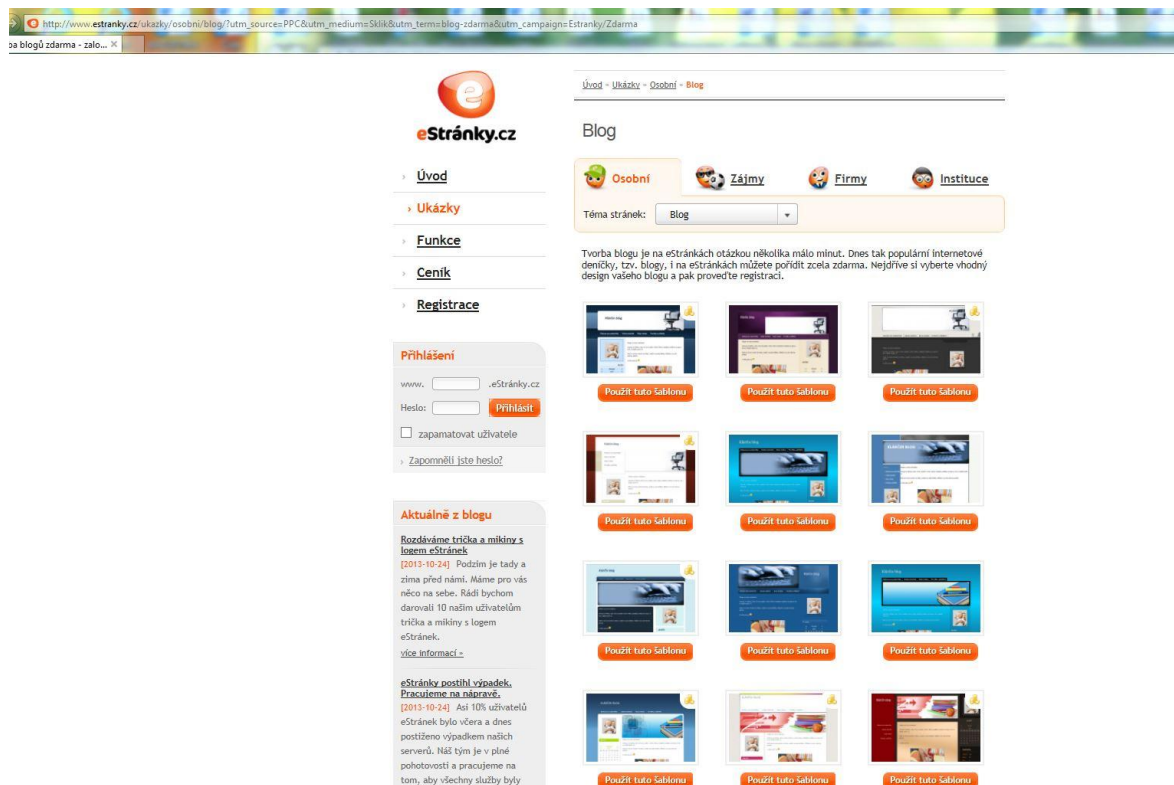 http://www.estranky.cz/ukazky/osobni/blog/?utm_source=PPC&utm_medium=Sklik&utm_term=blog-zdarma&utm_campaign=Estranky/Zdarma
ba blogů zdarma - zalo... ×
e
eStránky.cz
Úvod
Ukázky
Funkce
Ceník
Registrace
Přihlášení
www. .eStránky.cz
Heslo: Přihlásit
zapamatovat uživatele
Zapomněli jste heslo?
Aktuálně z blogu
Rozdáváme trička a mikiny s
logem eStránek
[2013-10-24] Podzim je tady a
zima před námi. Máme pro vás
něco na sebe. Rádi bychom
darovali 10 našim uživatelům
trička a mikiny s logem
eStránek.
více informací »
eStránky postihl výpadek.
Pracujeme na nápravě.
[2013-10-24] Asi 10% uživatelů
eStránek bylo včera a dnes
postiženo výpadkem našich
serverů. Náš tým je v plné
pohotovosti a pracujeme na
tom, aby všechny služby byly
Úvod - Ukázky - Osobní - Blog
Blog
Osobní Zájmy Firmy Instituce
Téma stránek: Blog
Tvorba blogu je na eStránkách otázkou několika málo minut. Dnes tak populární internetové
deníčky, tzv. blogy, i na eStránkách můžete pořídit zcela zdarma. Nejdříve si vyberte vhodný
design vašeho blogu a pak proveďte registraci.
Použít tuto šablonu Použít tuto šablonu Použít tuto šablonu
Použít tuto šablonu Použít tuto šablonu Použít tuto šablonu
Použít tuto šablonu Použít tuto šablonu Použít tuto šablonu
Použít tuto šablonu Použít tuto šablonu Použít tuto šablonu